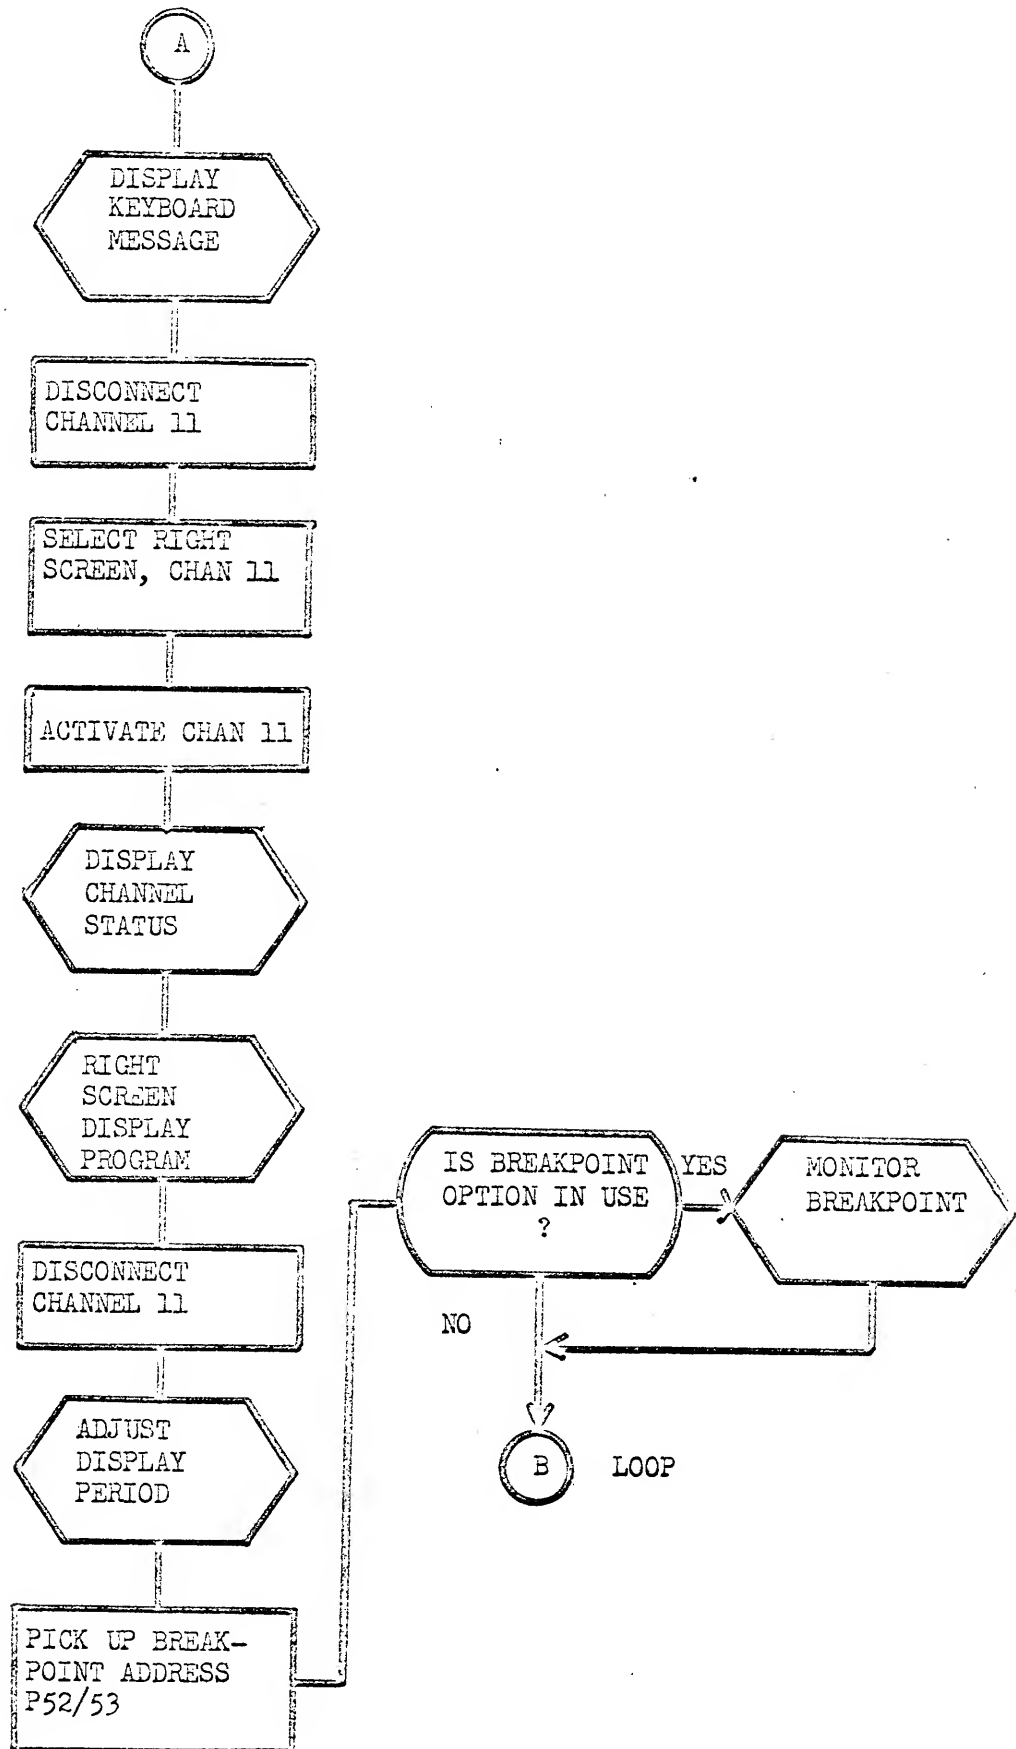 A
DISPLAY
KEYBOARD
MESSAGE
DISCONNECT
CHANNEL 11
SELECT RIGHT
SCREEN, CHAN 11
ACTIVATE CHAN 11
DISPLAY
CHANNEL
STATUS
RIGHT
SCREEN
DISPLAY
PROGRAM
DISCONNECT
CHANNEL 11
ADJUST
DISPLAY
PERIOD
PICK UP BREAK-
POINT ADDRESS
P52/53
IS BREAKPOINT
OPTION IN USE
?
YES
MONITOR
BREAKPOINT
NO
B
LOOP